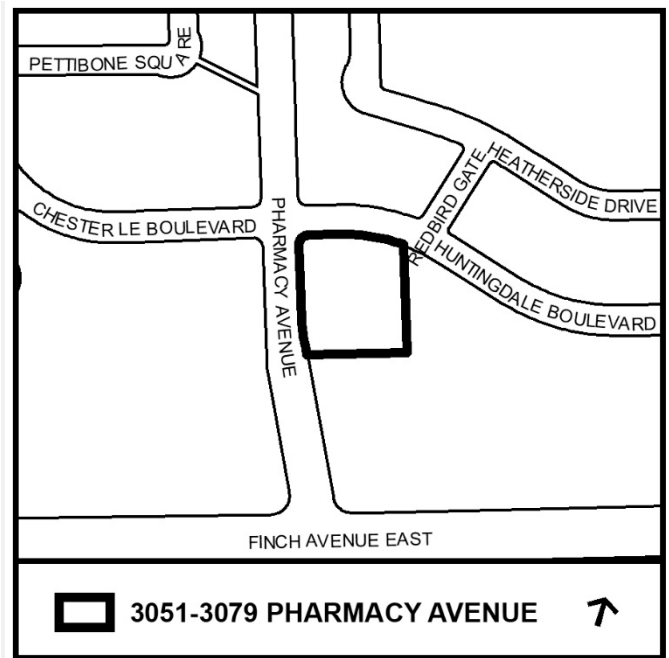 PETTIBONE SQUARE
CHESTER LE BOULEVARD
PHARMACY AVENUE
REDBIRD GATE
HEATHERSIDE DRIVE
HUNTINGDALE BOULEVARD
FINCH AVENUE EAST
3051-3079 PHARMACY AVENUE